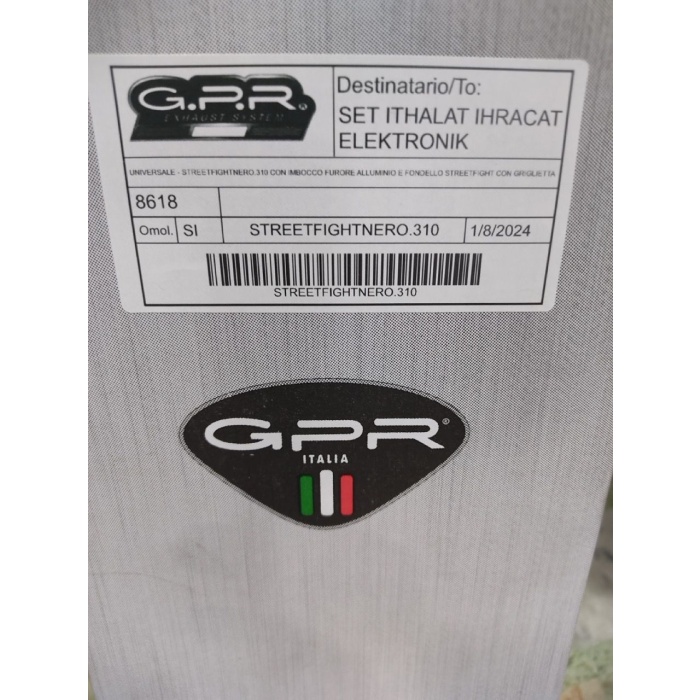 G.P.R.®
EXHAUST SYSTEM
Destinatario/To:
SET ITHALAT IHRACAT
ELEKTRONIK
UNIVERSALE - STREETFIGHTNERO.310 CON IMBOCCO FURORE ALLUMINIO E FONDELLO STREETFIGHT CON GRIGLIETTA
8618
Omol. SI STREETFIGHTNERO.310 1/8/2024
STREETFIGHTNERO.310
GPR®
ITALIA